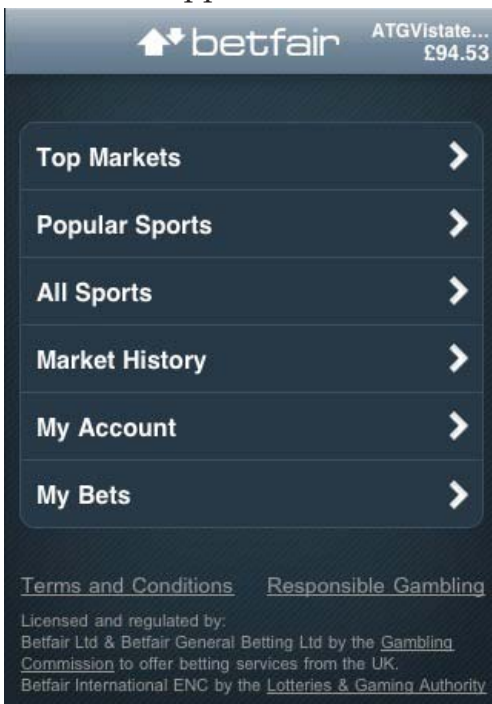 betfair ATGVistate...
£94.53
Top Markets
Popular Sports
All Sports
Market History
My Account
My Bets
Terms and Conditions Responsible Gambling
Licensed and regulated by:
Betfair Ltd & Betfair General Betting Ltd by the Gambling
Commission to offer betting services from the UK.
Betfair International ENC by the Lotteries & Gaming Authority